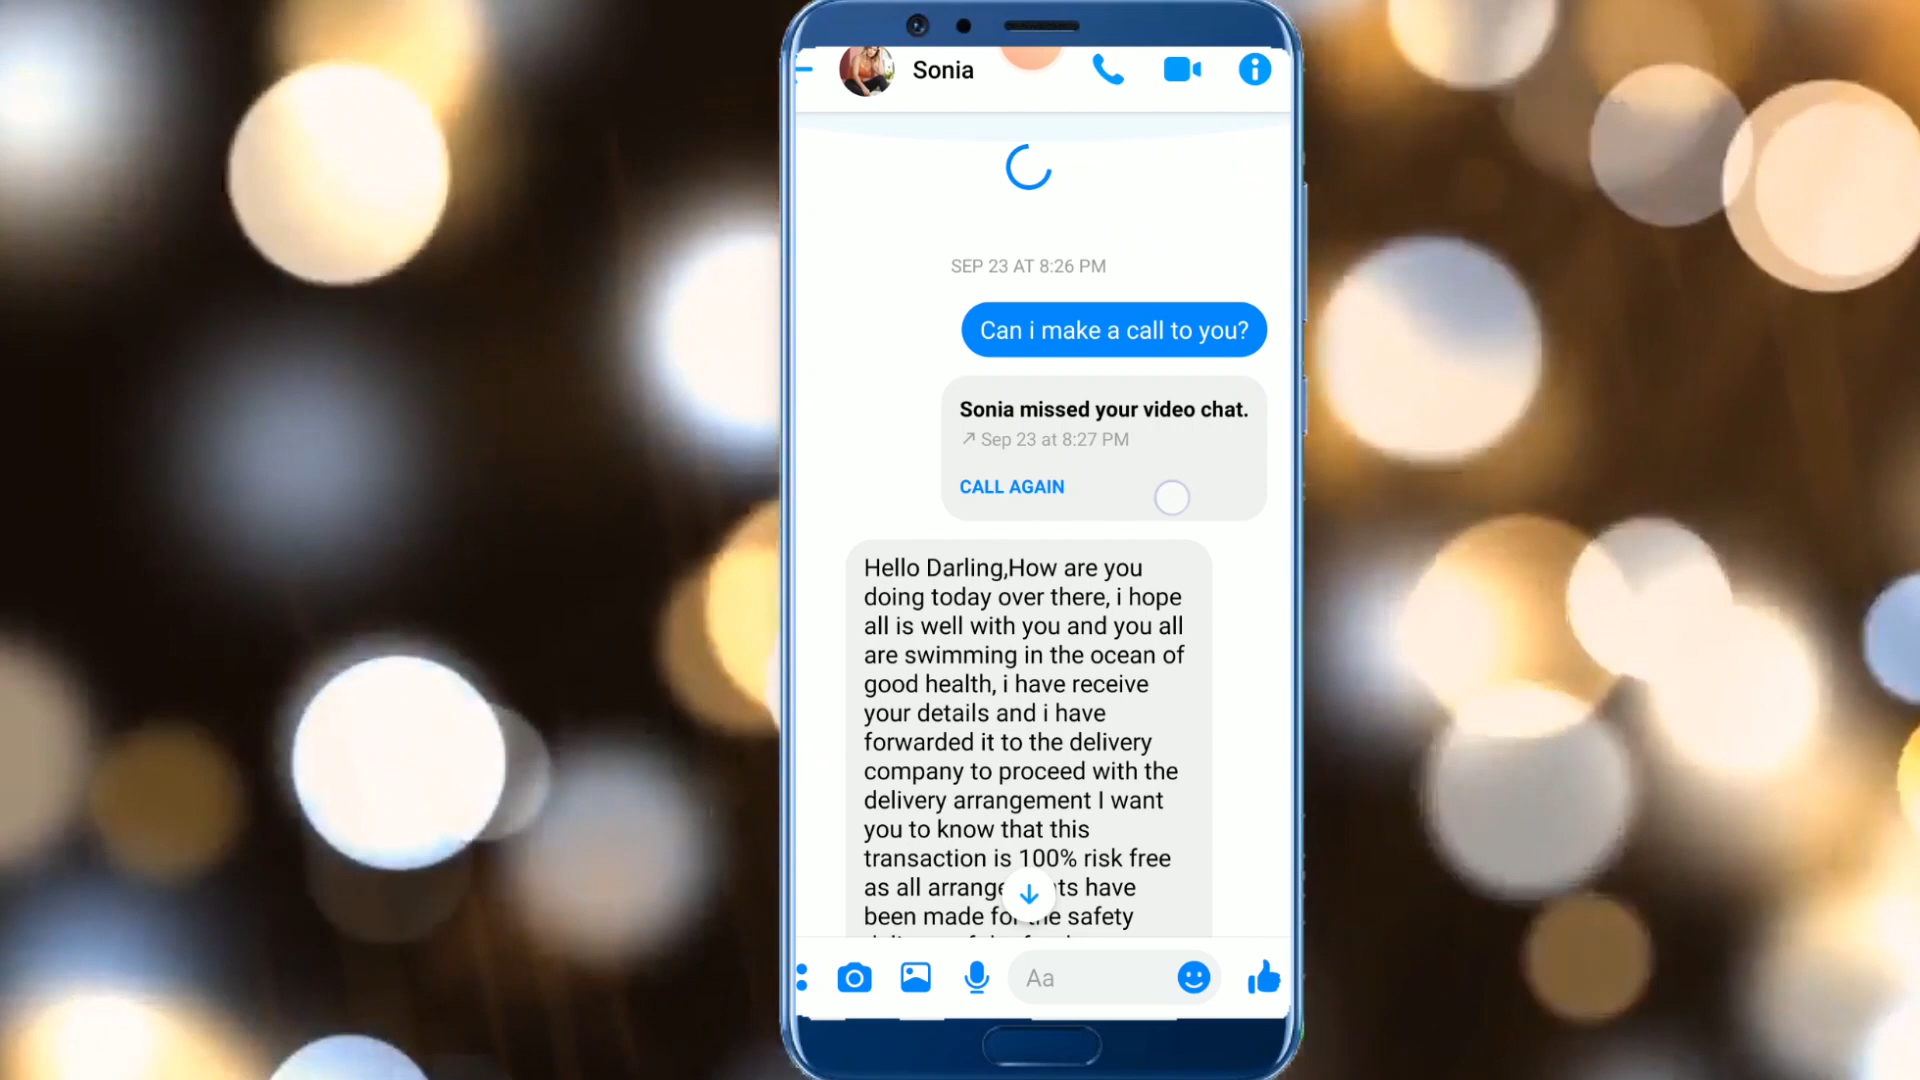 Sonia
SEP 23 AT 8:26 PM
Can i make a call to you?
Sonia missed your video chat.
Sep 23 at 8:27 PM
CALL AGAIN
Hello Darling,How are you
doing today over there, i hope
all is well with you and you all
are swimming in the ocean of
good health, i have receive
your details and i have
forwarded it to the delivery
company to proceed with the
delivery arrangement I want
you to know that this
transaction is 100% risk free
as all have
been made safety
Aa